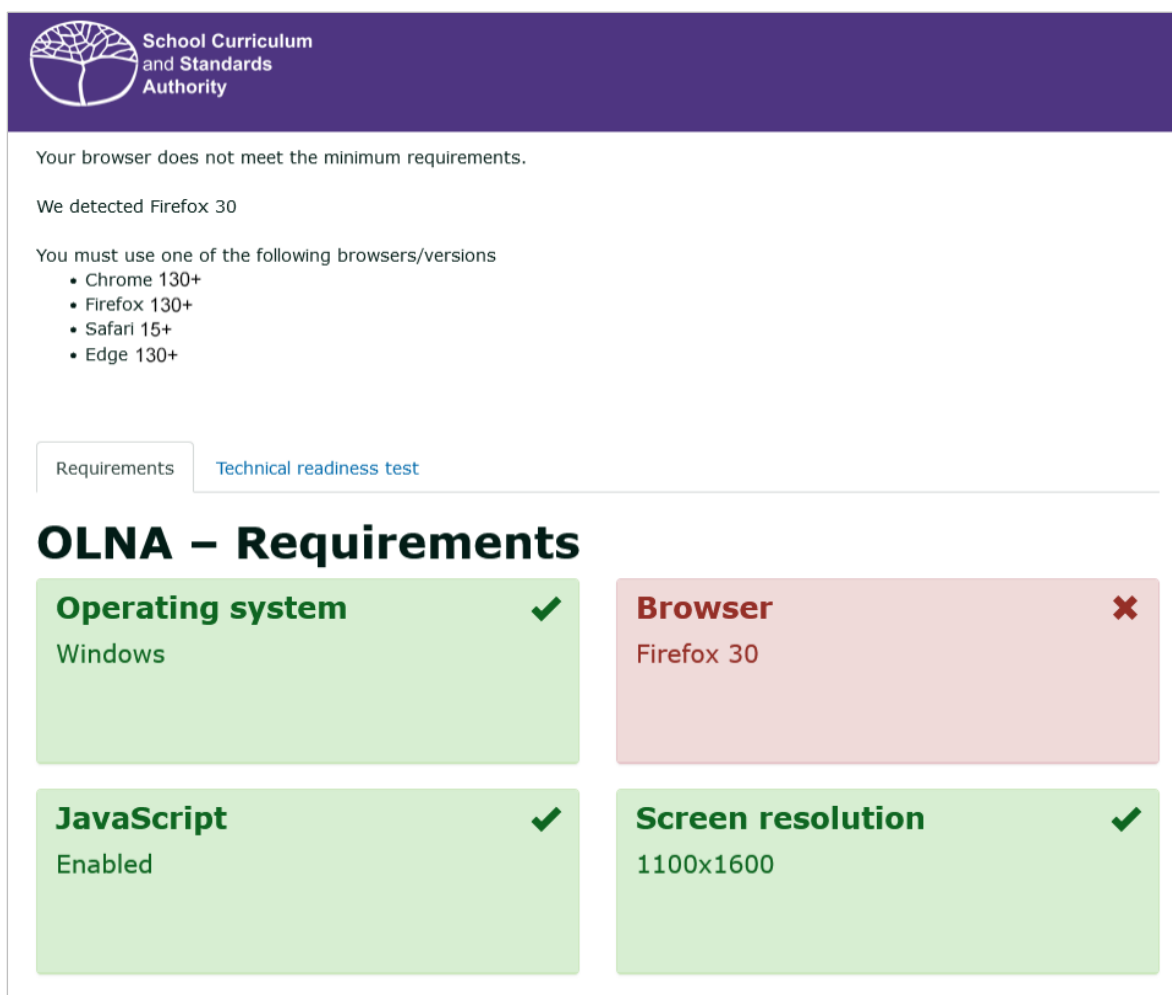 School Curriculum
and Standards
Authority
Your browser does not meet the minimum requirements.
We detected Firefox 30
You must use one of the following browsers/versions
• Chrome 130+
• Firefox 130+
• Safari 15+
• Edge 130+
Requirements Technical readiness test
OLNA – Requirements
Operating system
Windows
Browser
Firefox 30
JavaScript
Enabled
Screen resolution
1100x1600